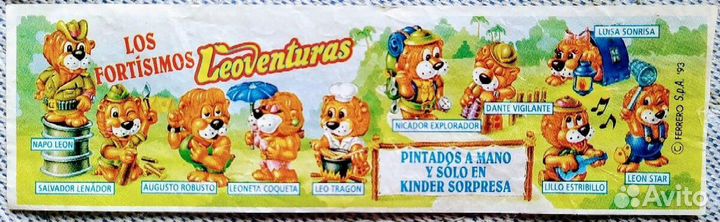 LOS
FORTÍSIMOS
Leoventuras
LUISA SONRISA
NAPO LEON
SALVADOR LEÑADOR
AUGUSTO ROBUSTO
LEONETA COQUETA
LEO TRAGON
NICADOR EXPLORADOR
DANTE VIGILANTE
LILLO ESTRIBILLO
LEON STAR
PINTADOS A MANO
Y SOLO EN
KINDER SORPRESA
© FERRERO S.p.A. '93
Avito